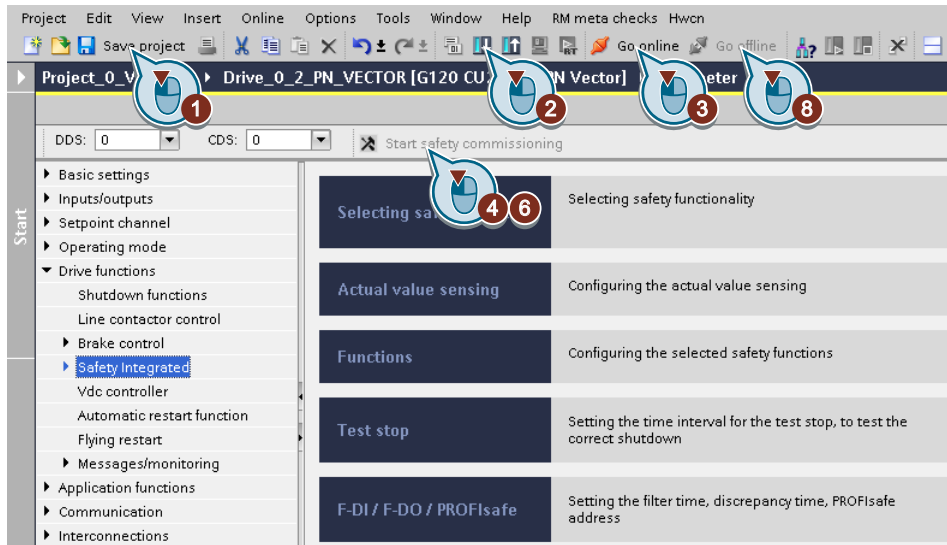 Project Edit View Insert Online Options Tools Window Help RM meta checks Hwcn
Save project Go online Go offline
1 2 3 8
Project_0_V Drive_0_2_PN_VECTOR [G120 CU2 PN Vector] eter
DDS: 0 CDS: 0 Start safety commissioning
4 6
Start
Basic settings
Inputs/outputs
Setpoint channel
Operating mode
Drive functions
Shutdown functions
Line contactor control
Brake control
Safety Integrated
Vdc controller
Automatic restart function
Flying restart
Messages/monitoring
Application functions
Communication
Interconnections
Selecting sa
Selecting safety functionality
Actual value sensing
Configuring the actual value sensing
Functions
Configuring the selected safety functions
Test stop
Setting the time interval for the test stop, to test the
correct shutdown
F-DI / F-DO / PROFIsafe
Setting the filter time, discrepancy time, PROFIsafe
address